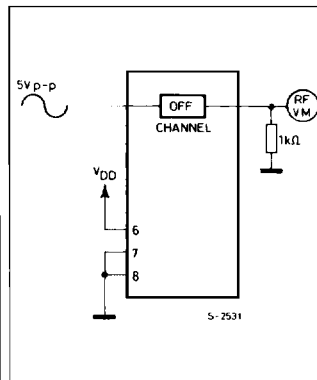 5V p-p
OFF
CHANNEL
RF
VM
1kΩ
VDD
6
7
8
S-2531